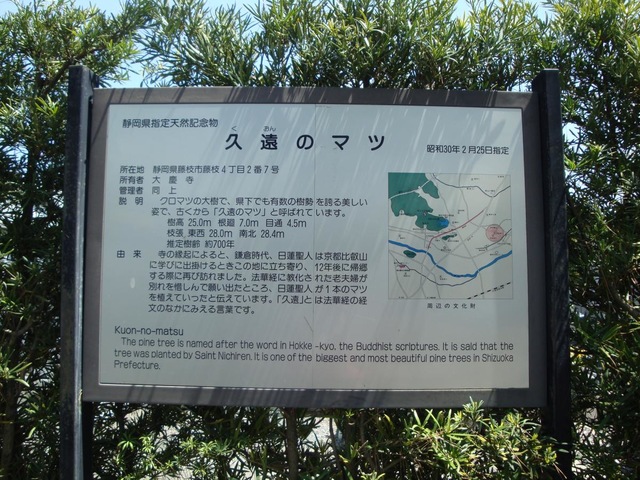 静岡県指定天然記念物
く おん
久遠のマツ
昭和30年2月25日指定
所在地 静岡県藤枝市藤枝4丁目2番7号
所有者 大慶寺
管理者 同上
説明 クロマツの大樹で、県下でも有数の樹勢を誇る美しい
姿で、古くから「久遠のマツ」と呼ばれています。
樹高 25.0m 根廻 7.0m 目通 4.5m
枝張 東西 28.0m 南北 28.4m
推定樹齢 約700年
由来 寺の縁起によると、鎌倉時代、日蓮聖人は京都比叡山
に学びに出掛けるときこの地に立ち寄り、12年後に帰郷
する際に再び訪れました。法華経に教化された老夫婦が
別れを惜しんで願い出たところ、日蓮聖人が1本のマツ
を植えていったと伝えています。「久遠」とは法華経の経
文のなかにみえる言葉です。
周辺の文化財
Kuon-no-matsu
The pine tree is named after the word in Hokke -kyo, the Buddhist scriptures. It is said that the
tree was planted by Saint Nichiren. It is one of the biggest and most beautiful pine trees in Shizuoka
Prefecture.